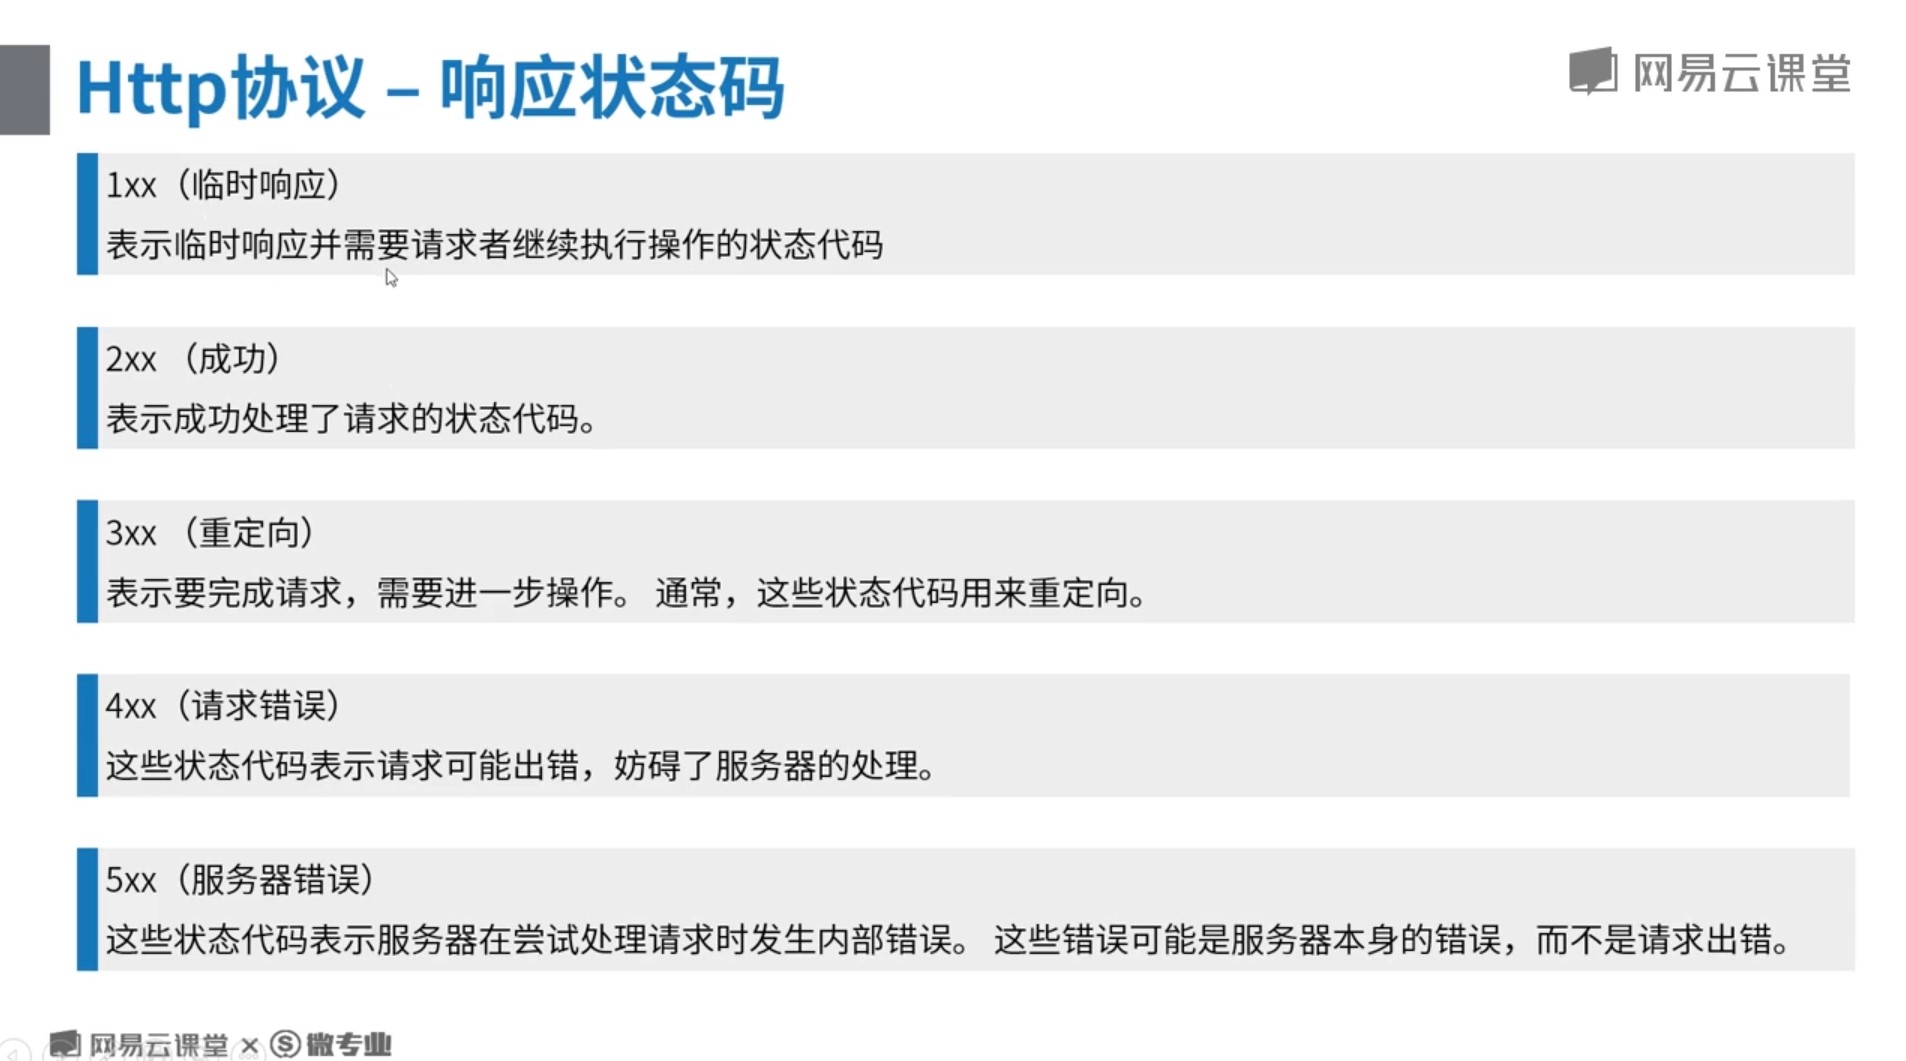 Http协议 – 响应状态码
网易云课堂
1xx（临时响应）
表示临时响应并需要请求者继续执行操作的状态代码
2xx （成功）
表示成功处理了请求的状态代码。
3xx （重定向）
表示要完成请求，需要进一步操作。 通常，这些状态代码用来重定向。
4xx（请求错误）
这些状态代码表示请求可能出错，妨碍了服务器的处理。
5xx（服务器错误）
这些状态代码表示服务器在尝试处理请求时发生内部错误。 这些错误可能是服务器本身的错误，而不是请求出错。
网易云课堂 × Ⓢ 微专业